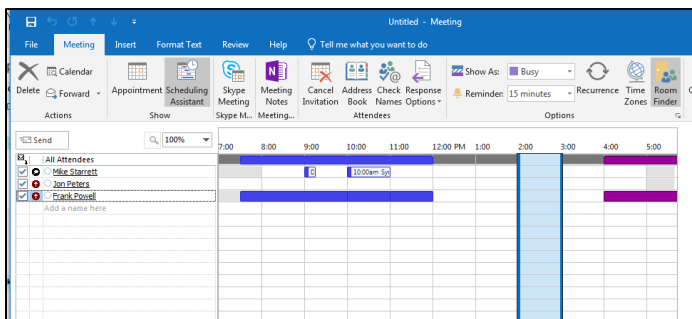 Untitled - Meeting
File Meeting Insert Format Text Review Help Tell me what you want to do
Calendar Show As: Busy
Delete Forward Appointment Scheduling Assistant Skype Meeting Meeting Notes Cancel Invitation Address Book Check Names Response Options Reminder: 15 minutes Recurrence Time Zones Room Finder
Actions Show Skype M... Meeting... Attendees Options
Send 100%
7:00 8:00 9:00 10:00 11:00 12:00 PM 1:00 2:00 3:00 4:00 5:00
All Attendees
Mike Starrett 10:00am
Jon Peters
Frank Powell
Add a name here